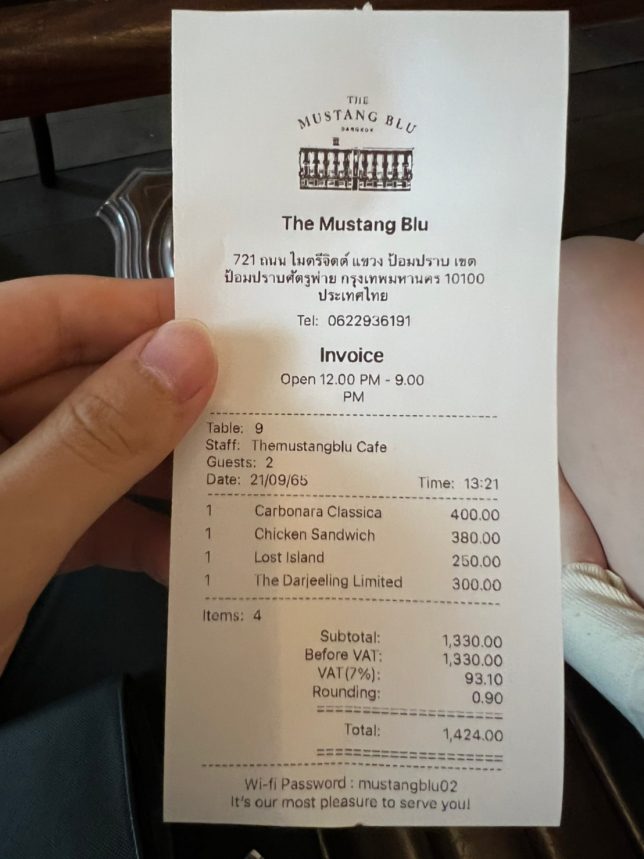 THE
MUSTANG BLU
BANGKOK
The Mustang Blu
721 ถนน ไมตรีจิตต์ แขวง ป้อมปราบ เขต
ป้อมปราบศัตรูพ่าย กรุงเทพมหานคร 10100
ประเทศไทย
Tel: 0622936191
Invoice
Open 12.00 PM - 9.00
PM
Table: 9
Staff: Themustangblu Cafe
Guests: 2
Date: 21/09/65 Time: 13:21
1 Carbonara Classica 400.00
1 Chicken Sandwich 380.00
1 Lost Island 250.00
1 The Darjeeling Limited 300.00
Items: 4
Subtotal: 1,330.00
Before VAT: 1,330.00
VAT(7%): 93.10
Rounding: 0.90
Total: 1,424.00
Wi-fi Password : mustangblu02
It's our most pleasure to serve you!